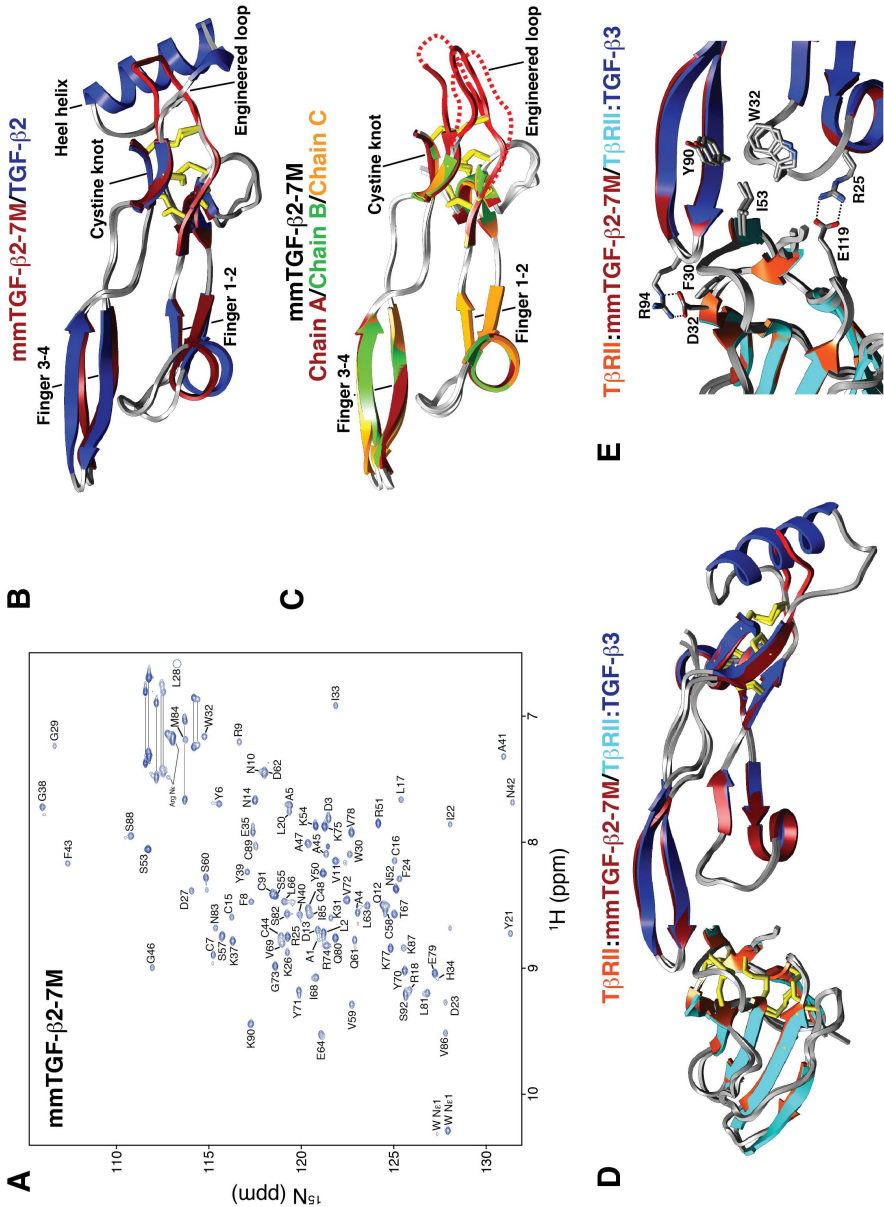 A
mmTGF-β2-7M
G38
G29
F43
S88
L28
M84
S53
Arg Nε
W32
S60
Y6
D27
R9
N83
C15
N14
N10
G46
C7
S57
K37
E35
C89
Y39
F8
D62
C91
S55
L66
N40
L20
A5
A47
K54
D3
A45
K75
V78
C44
S82
R25
D13
Y50
C48
V11
W30
I33
V69
K26
A1
I85
L2
K31
V72
A4
R51
L17
G73
I68
R74
Q80
Q61
L63
Q12
N52
C16
F24
Y71
C58
T67
I22
K90
K77
K87
Y70
R18
A41
N42
E64
V59
S92
L81
E79
H34
D23
Y21
V86
W Nε1
W Nε1
110
115
120
125
130
15N (ppm)
10
9
8
7
1H (ppm)
B
mmTGF-β2-7M/TGF-β2
Finger 3-4
Cystine knot
Heel helix
Finger 1-2
Engineered loop
C
mmTGF-β2-7M
Chain A/Chain B/Chain C
Finger 3-4
Cystine knot
Finger 1-2
Engineered loop
D
TβRII:mmTGF-β2-7M/TβRII:TGF-β3
E
TβRII:mmTGF-β2-7M/TβRII:TGF-β3
R94
D32
F30
Y90
I53
W32
E119
R25